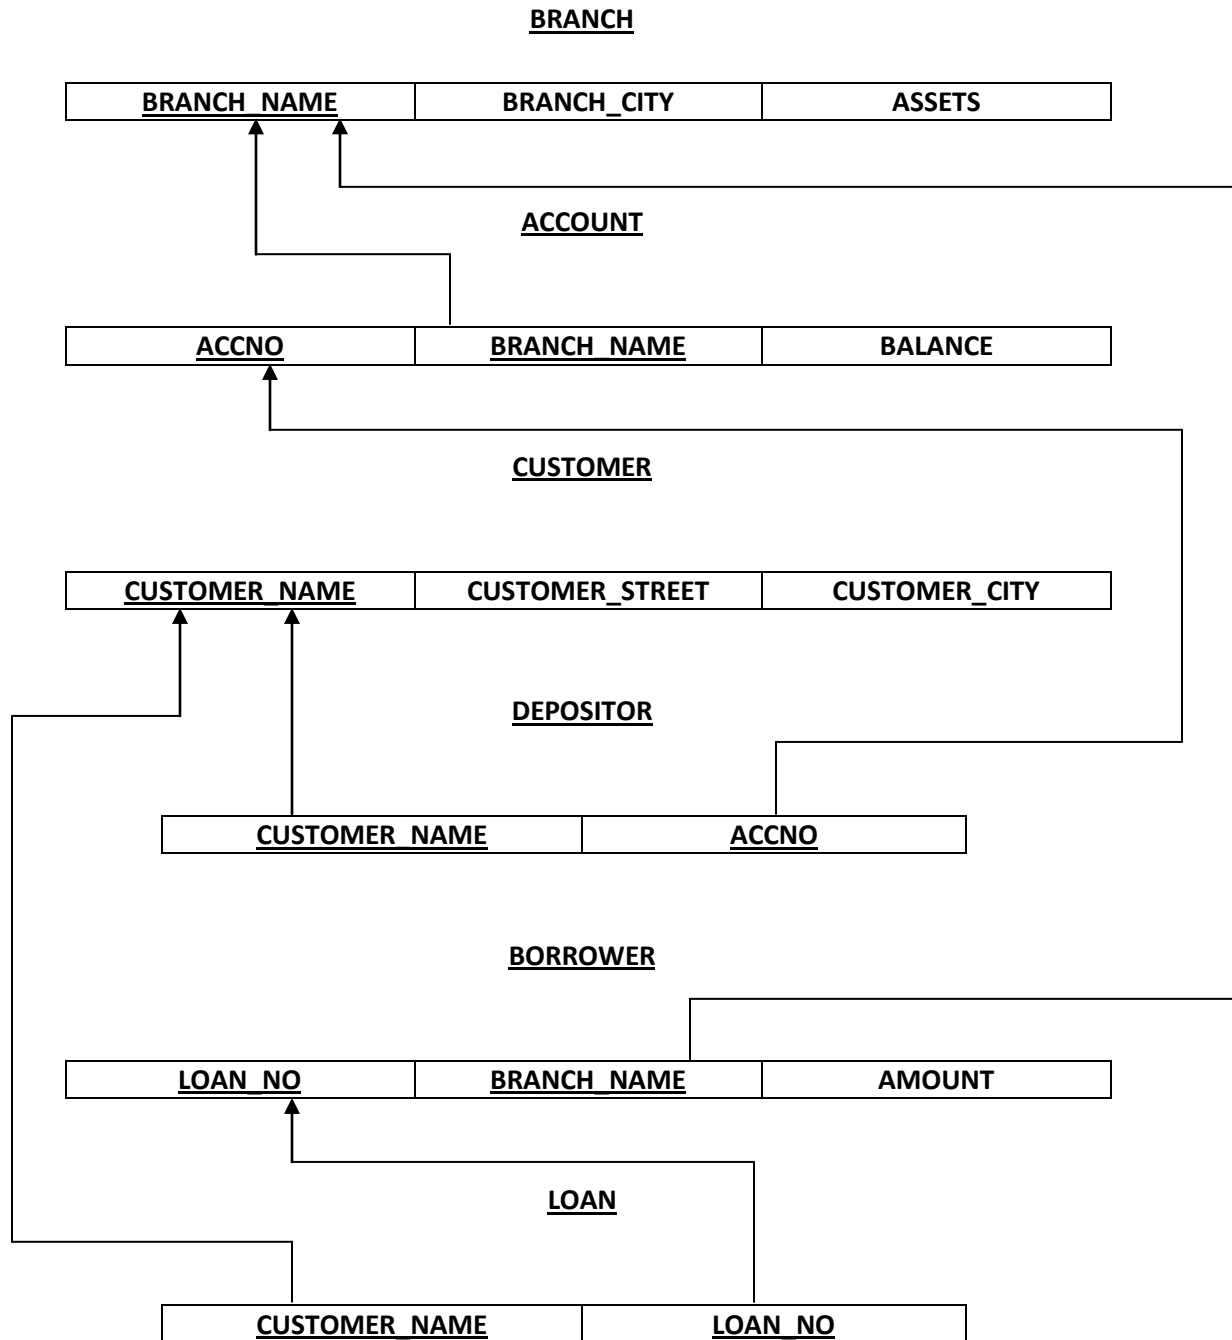 BRANCH
BRANCH_NAME BRANCH_CITY ASSETS
ACCOUNT
ACCNO BRANCH_NAME BALANCE
CUSTOMER
CUSTOMER_NAME CUSTOMER_STREET CUSTOMER_CITY
DEPOSITOR
CUSTOMER_NAME ACCNO
BORROWER
LOAN_NO BRANCH_NAME AMOUNT
LOAN
CUSTOMER_NAME LOAN_NO